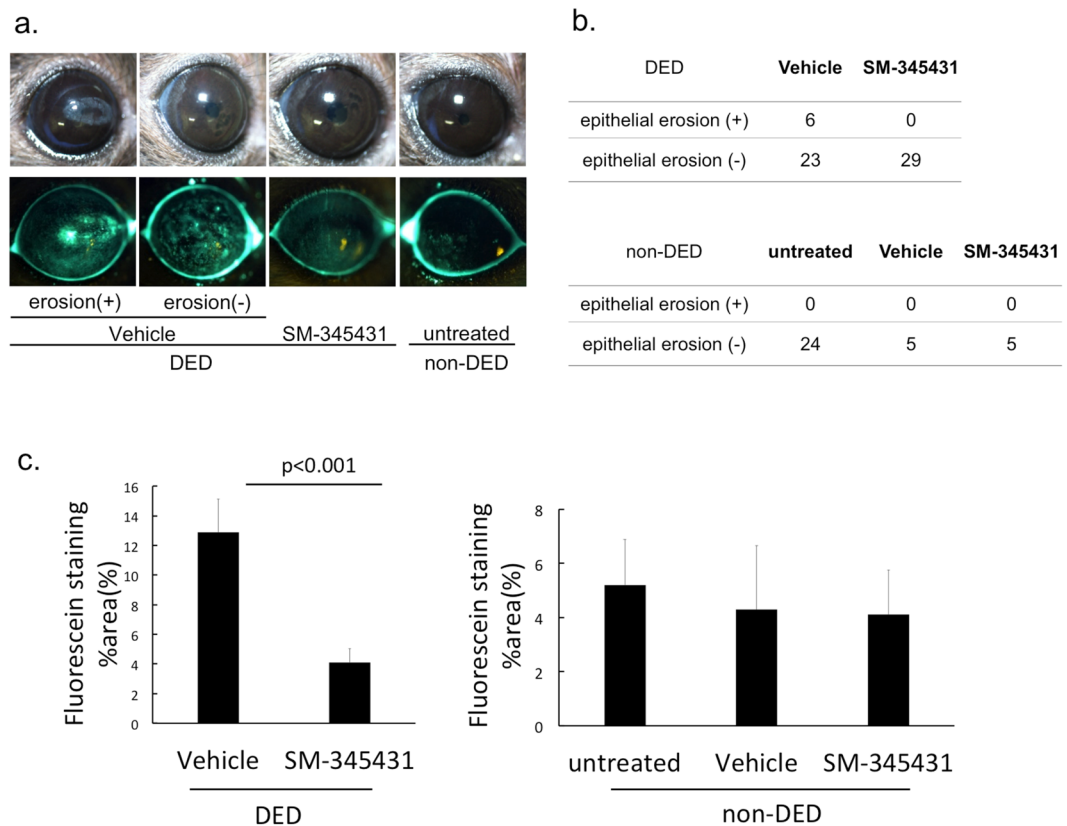 a.
erosion(+) erosion(-)
Vehicle SM-345431 untreated
DED non-DED
b.
DED Vehicle SM-345431
epithelial erosion (+) 6 0
epithelial erosion (-) 23 29
non-DED untreated Vehicle SM-345431
epithelial erosion (+) 0 0 0
epithelial erosion (-) 24 5 5
c.
p<0.001
Fluorescein staining
%area(%)
16
14
12
10
8
6
4
2
0
Vehicle SM-345431
DED
Fluorescein staining
%area(%)
8
6
4
2
0
untreated Vehicle SM-345431
non-DED